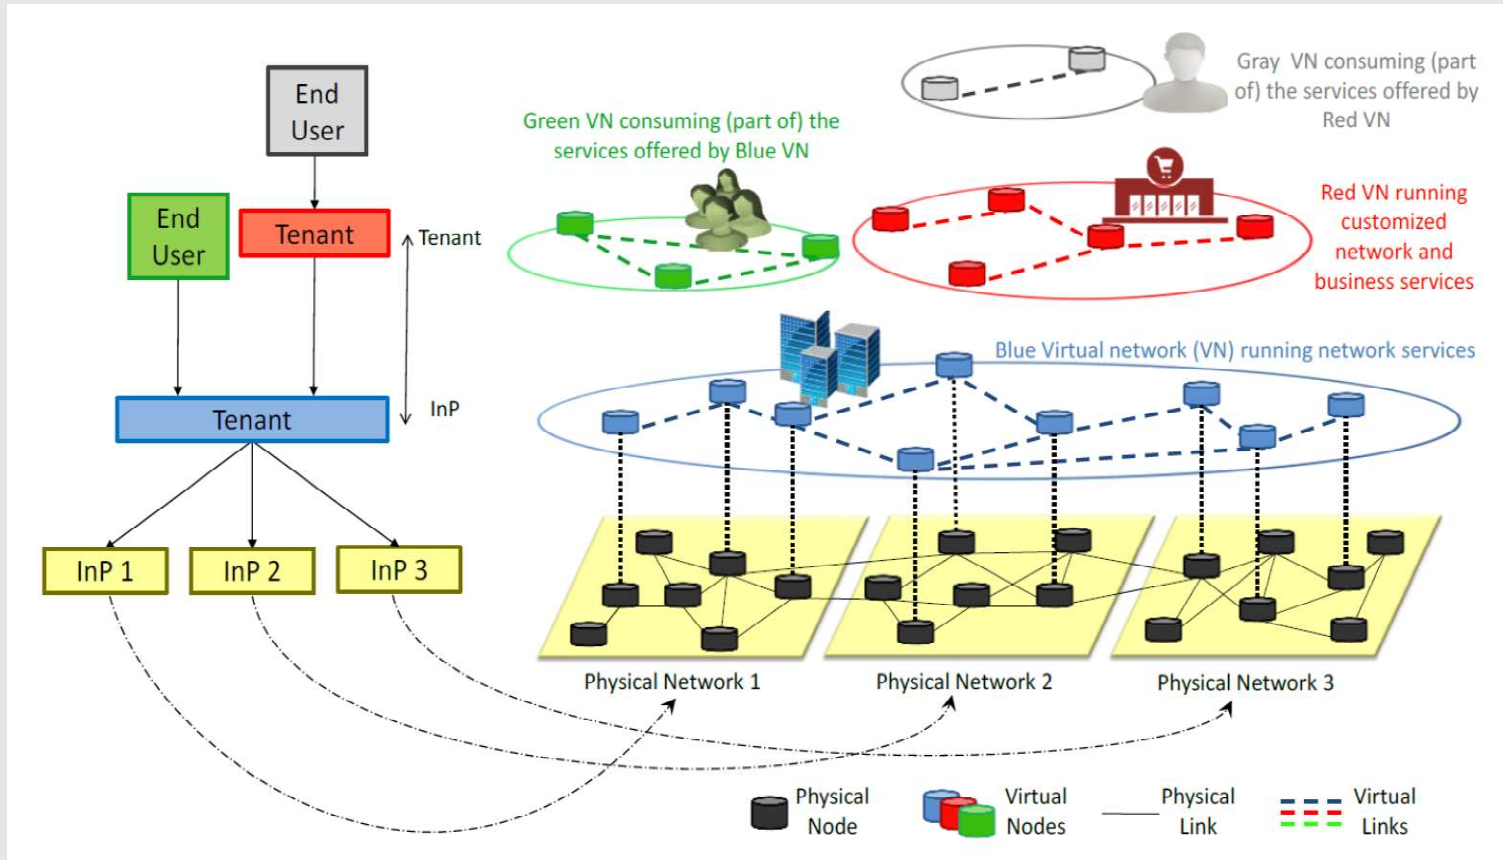 End
User
End
User
Tenant
Tenant
InP
Tenant
InP 1
InP 2
InP 3
Green VN consuming (part of) the
services offered by Blue VN
Gray VN consuming (part
of) the services offered by
Red VN
Red VN running
customized
network and
business services
Blue Virtual network (VN) running network services
Physical Network 1
Physical Network 2
Physical Network 3
Physical
Node
Virtual
Nodes
Physical
Link
Virtual
Links